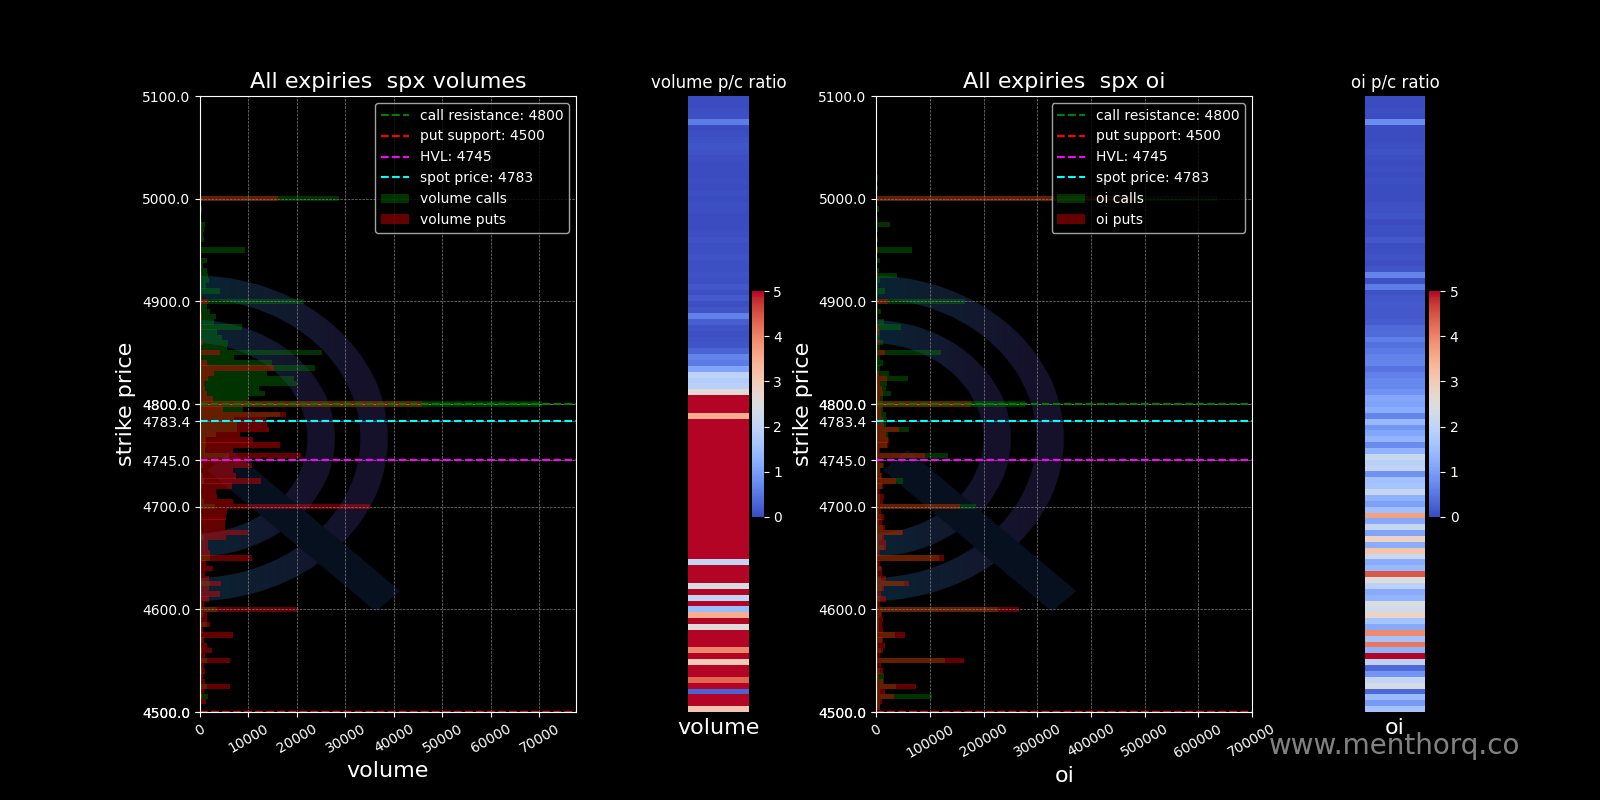 All expiries  spx volumes
5100.0
5000.0
4900.0
4800.0
4783.4
4745.0
4700.0
4600.0
4500.0
strike price
call resistance: 4800
put support: 4500
HVL: 4745
spot price: 4783
volume calls
volume puts
0
10000
20000
30000
40000
50000
60000
70000
volume
volume p/c ratio
5
4
3
2
1
0
volume
All expiries  spx oi
5100.0
5000.0
4900.0
4800.0
4783.4
4745.0
4700.0
4600.0
4500.0
strike price
call resistance: 4800
put support: 4500
HVL: 4745
spot price: 4783
oi calls
oi puts
0
100000
200000
300000
400000
500000
600000
700000
oi
oi p/c ratio
5
4
3
2
1
0
oi
www.menthorq.co